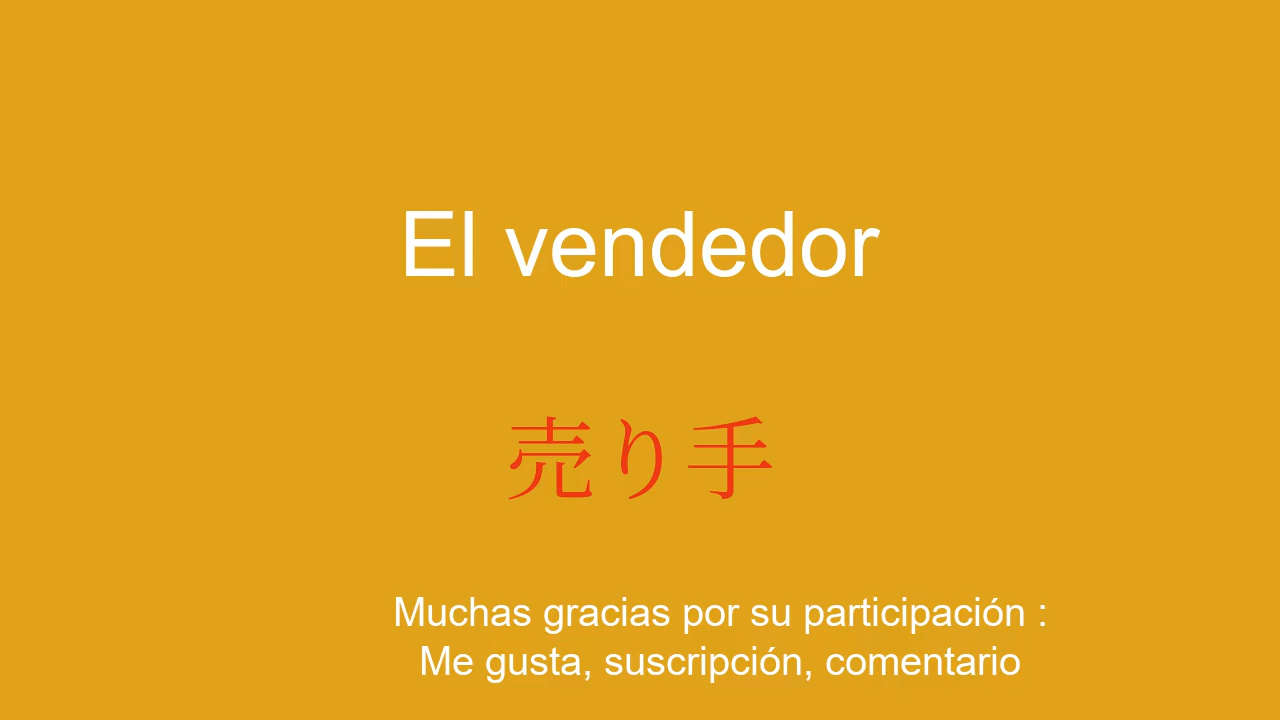 El vendedor
売り手
Muchas gracias por su participación :
Me gusta, suscripción, comentario